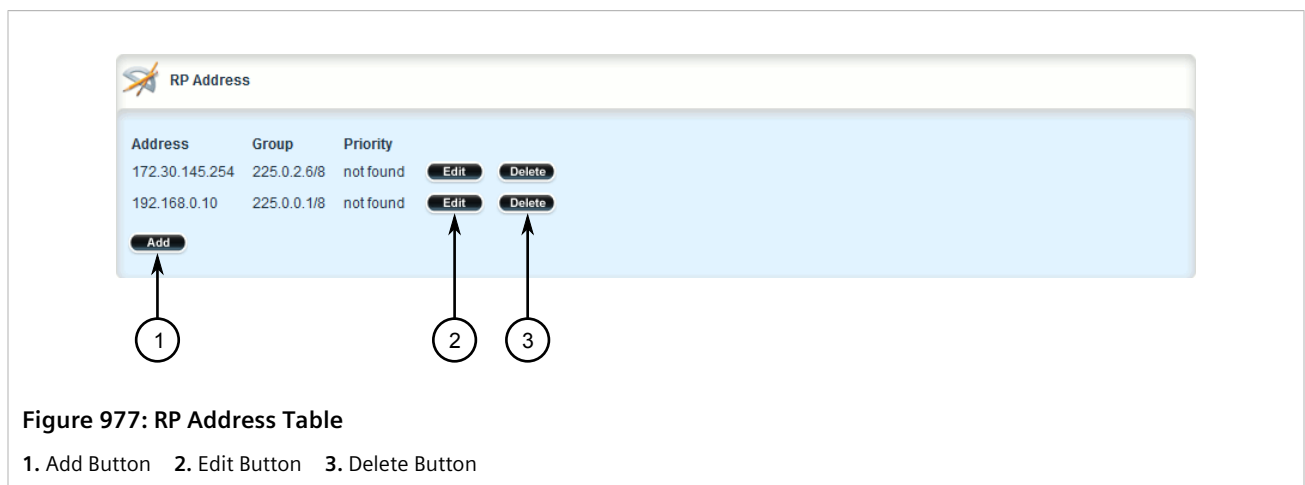 RP Address
Address Group Priority
172.30.145.254 225.0.2.6/8 not found Edit Delete
192.168.0.10 225.0.0.1/8 not found Edit Delete
Add
1 2 3
Figure 977: RP Address Table
1. Add Button 2. Edit Button 3. Delete Button